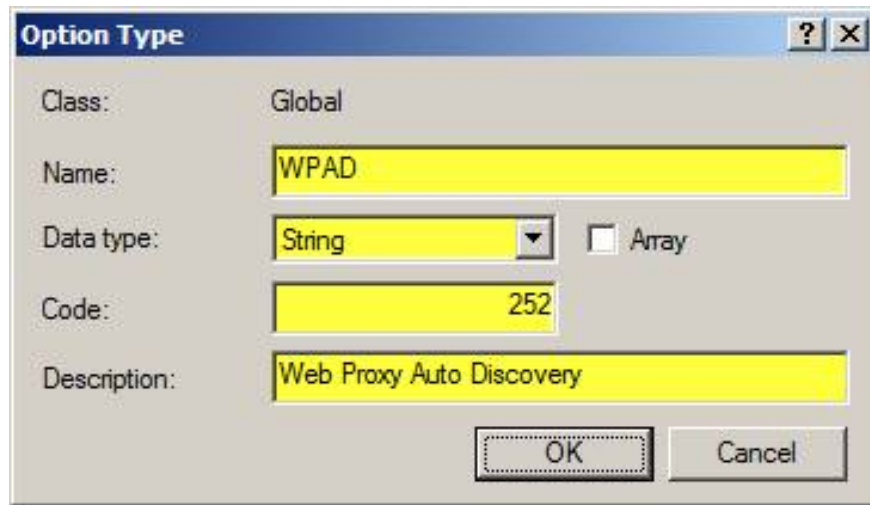 Option Type
Class: Global
Name: WPAD
Data type: String Array
Code: 252
Description: Web Proxy Auto Discovery
OK Cancel